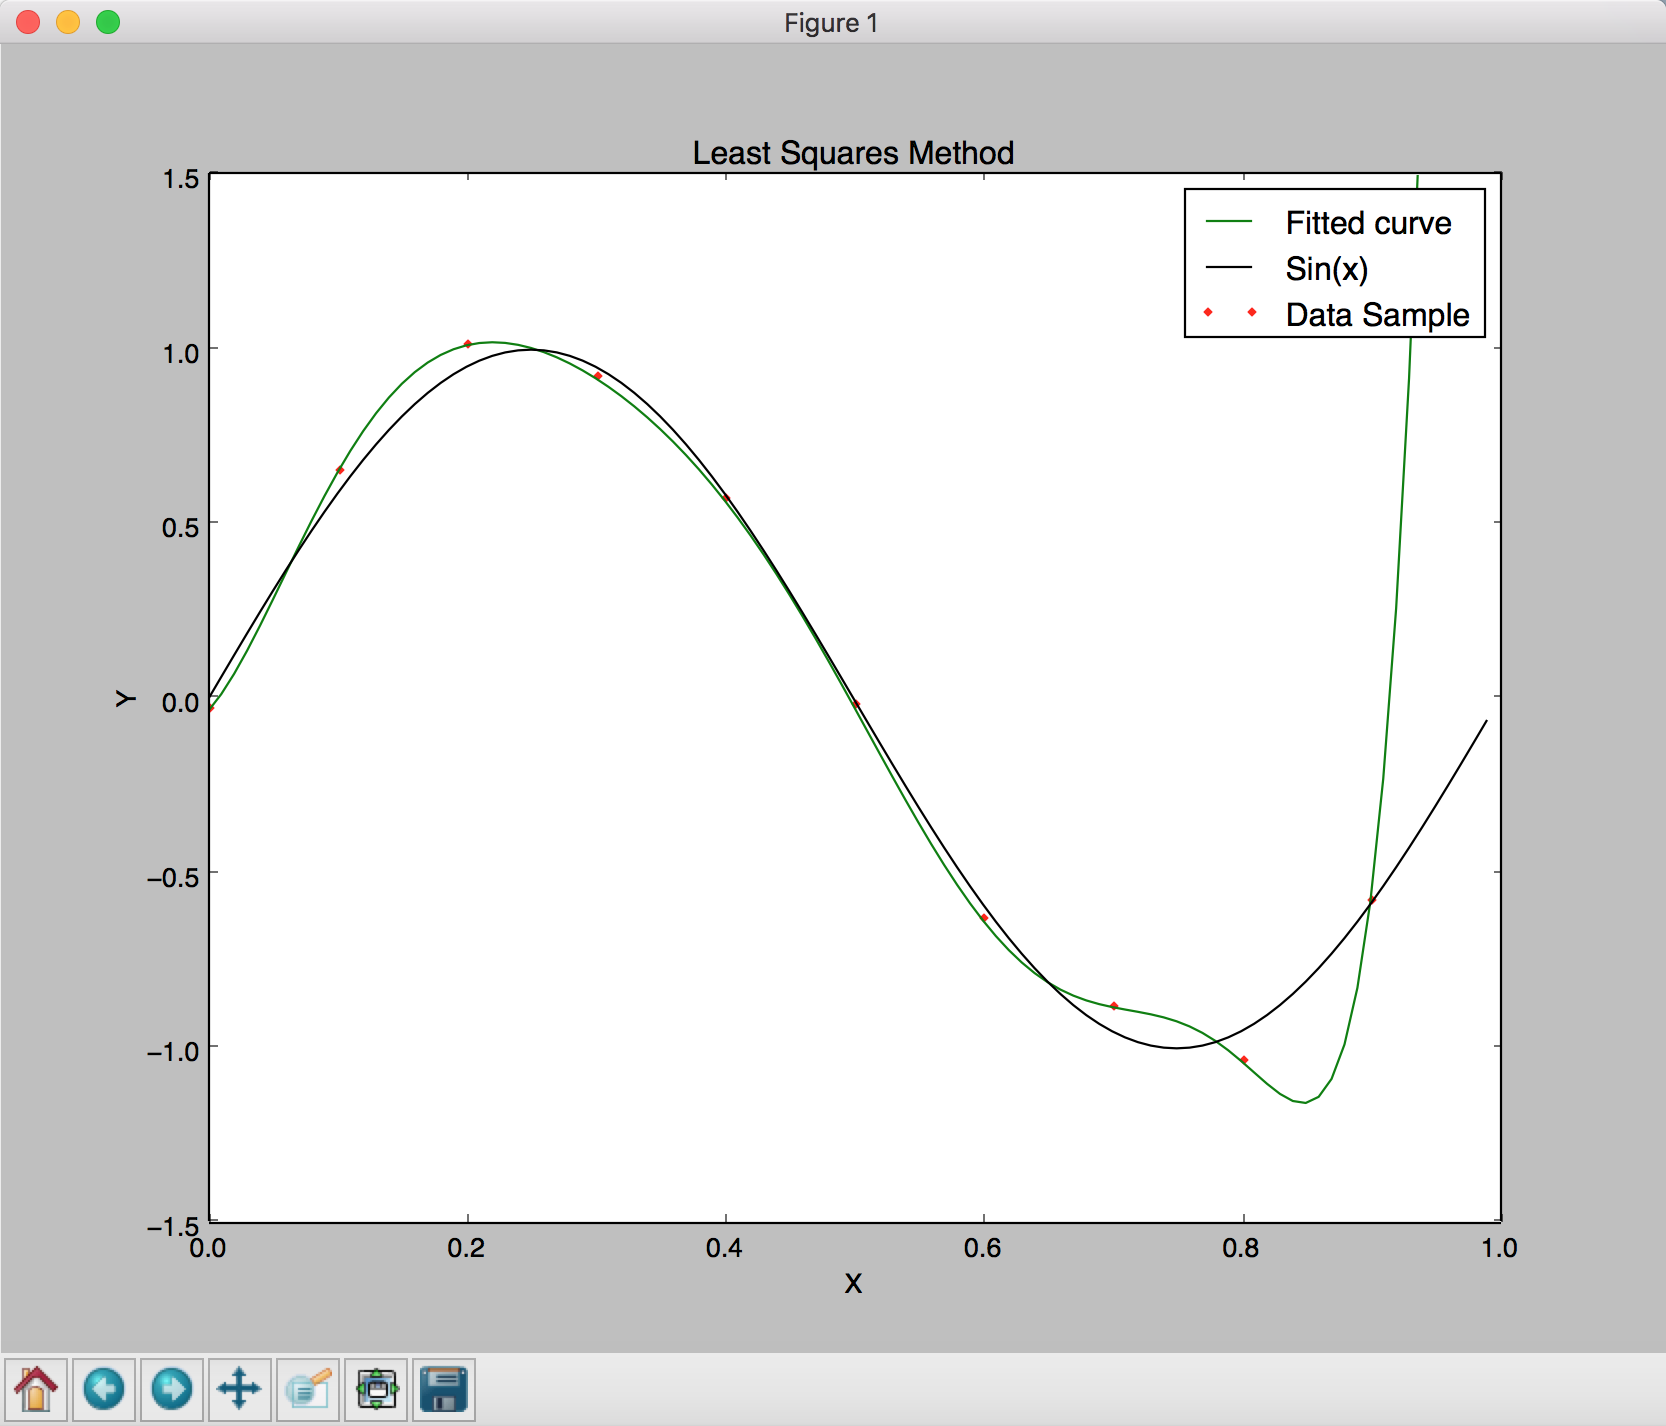 Figure 1
Least Squares Method
1.5
1.0
0.5
0.0
−0.5
−1.0
−1.5
Y
Fitted curve
Sin(x)
Data Sample
0.0 0.2 0.4 0.6 0.8 1.0
X